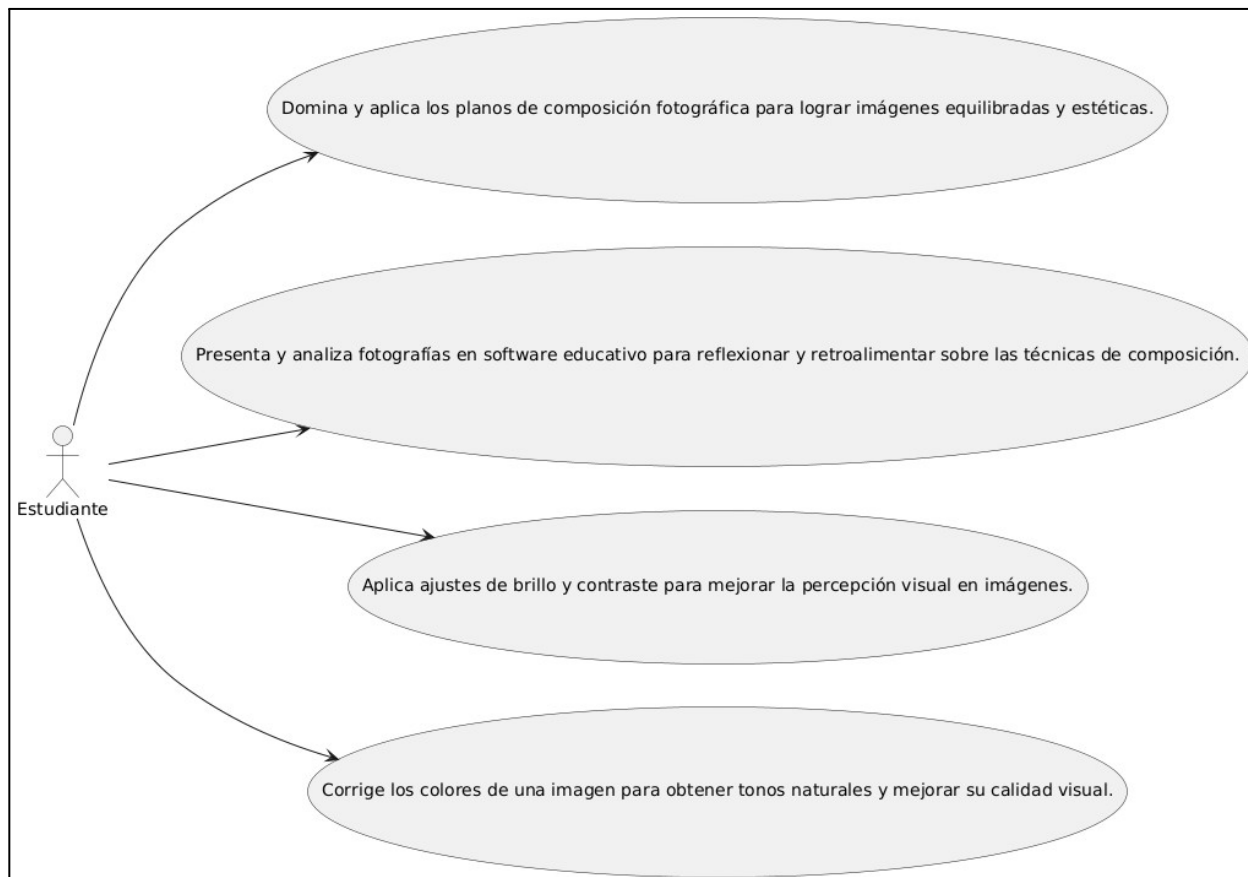 Domina y aplica los planos de composición fotográfica para lograr imágenes equilibradas y estéticas.
Presenta y analiza fotografías en software educativo para reflexionar y retroalimentar sobre las técnicas de composición.
Estudiante
Aplica ajustes de brillo y contraste para mejorar la percepción visual en imágenes.
Corrige los colores de una imagen para obtener tonos naturales y mejorar su calidad visual.